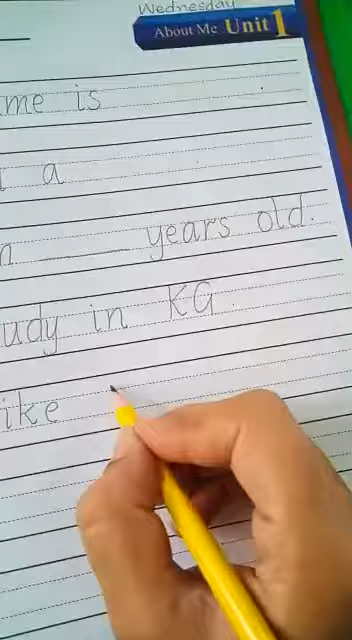 Wednesday
About Me Unit 1
me is
a
years old.
udy in KG
ike